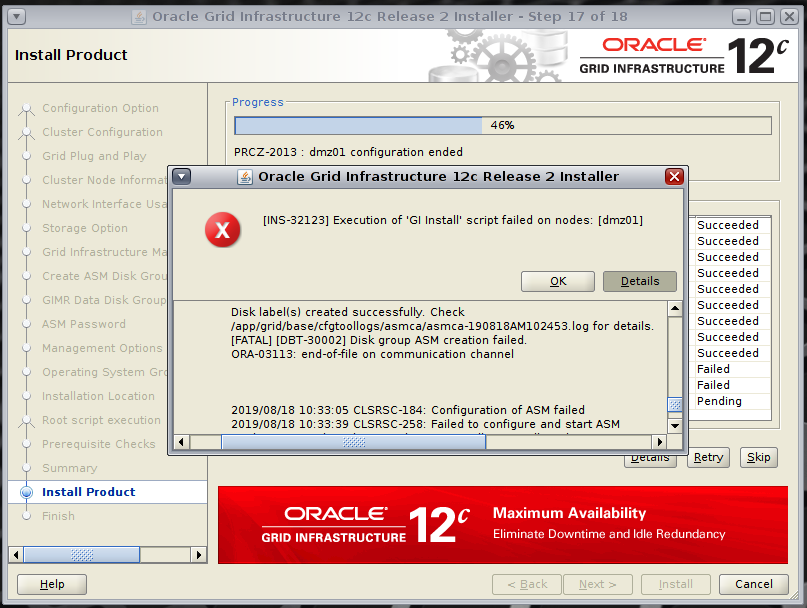 Oracle Grid Infrastructure 12c Release 2 Installer - Step 17 of 18
Install Product
ORACLE
GRID INFRASTRUCTURE 12c
Configuration Option
Cluster Configuration
Grid Plug and Play
Cluster Node Informat
Network Interface Usa
Storage Option
Grid Infrastructure Ma
Create ASM Disk Grou
GIMR Data Disk Group
ASM Password
Management Options
Operating System Gro
Installation Location
Root script execution
Prerequisite Checks
Summary
Install Product
Finish
Progress
46%
PRCZ-2013 : dmz01 configuration ended
Oracle Grid Infrastructure 12c Release 2 Installer
[INS-32123] Execution of 'GI Install' script failed on nodes: [dmz01]
OK
Details
Disk label(s) created successfully. Check
/app/grid/base/cfgtoollogs/asmca/asmca-190818AM102453.log for details.
[FATAL] [DBT-30002] Disk group ASM creation failed.
ORA-03113: end-of-file on communication channel
2019/08/18 10:33:05 CLSRSC-184: Configuration of ASM failed
2019/08/18 10:33:39 CLSRSC-258: Failed to configure and start ASM
Succeeded
Succeeded
Succeeded
Succeeded
Succeeded
Succeeded
Succeeded
Succeeded
Succeeded
Failed
Failed
Pending
Details
Retry
Skip
ORACLE
GRID INFRASTRUCTURE 12c
Maximum Availability
Eliminate Downtime and Idle Redundancy
Help
< Back
Next >
Install
Cancel